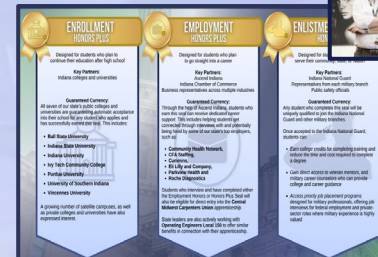 ENROLLMENT
HONORS PLUS
Designed for students who plan to
continue their education after high school
Key Partners:
Indiana colleges and universities
Guaranteed Currency:
All seven of our state's public colleges and
universities are guaranteeing automatic acceptance
into their school for any student who applies and
has successfully earned this seal. This includes:
• Ball State University
• Indiana State University
• Indiana University
• Ivy Tech Community College
• Purdue University
• University of Southern Indiana
• Vincennes University
A growing number of satellite campuses, as well
as private colleges and universities have also
expressed interest
EMPLOYMENT
HONORS PLUS
Designed for students who plan
to go straight into a career
Key Partners:
Ascend Indiana
Indiana Chamber of Commerce
Business representatives across multiple industries
Guaranteed Currency:
Through the help of Ascend Indiana, students who
earn this seal can receive dedicated career
support. This includes helping students get
connected through interviews with and potentially
being hired by some of our state's top employers,
such as:
• Community Health Network,
• CFA Staffing,
• Cummins,
• Eli Lilly and Company,
• Parkview Health and
• Roche Diagnostics
Students who interview and have completed either
the Employment Honors or Honors Plus Seal will
also be eligible for direct entry into the Central
Midwest Carpenters Union apprenticeship.
State leaders are also actively working with
Operating Engineers Local 150 to offer similar
benefits in connection with their apprenticeship.
ENLISTME
HONORS
Designed for
serve their
Key Partners:
Indiana National Guard
Representatives from each military branch
Public safety officials
Guaranteed Currency:
Any student who completes this seal will be
uniquely qualified to join the Indiana National
Guard and other military branches.
Once accepted to the Indiana National Guard,
students can:
• Earn college credits for completing training and
reduce the time and cost required to complete
a degree
• Gain direct access to veteran mentors, and
military career counselors who can provide
college and career guidance
• Access priority job placement programs
designed for military professionals, offering job
interviews for federal employment and private-
sector roles where military experience is highly
valued